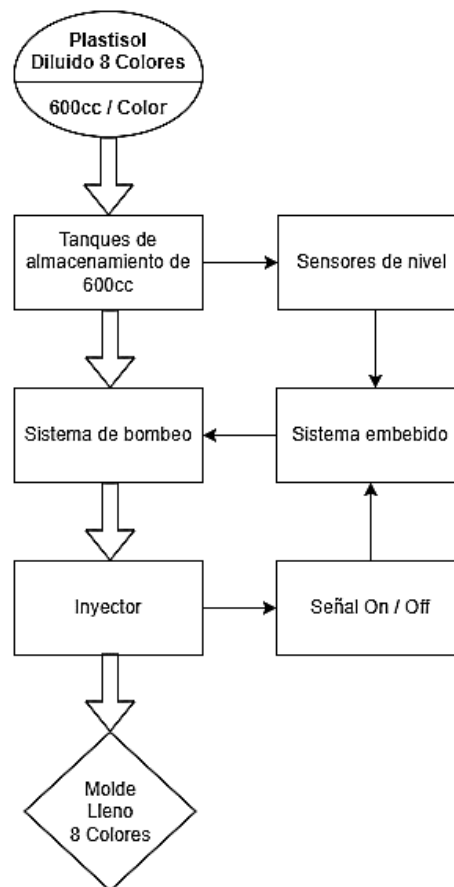 Plastisol
Diluido 8 Colores
600cc / Color
Tanques de
almacenamiento de
600cc
Sensores de nivel
Sistema de bombeo
Sistema embebido
Inyector
Señal On / Off
Molde
Lleno
8 Colores